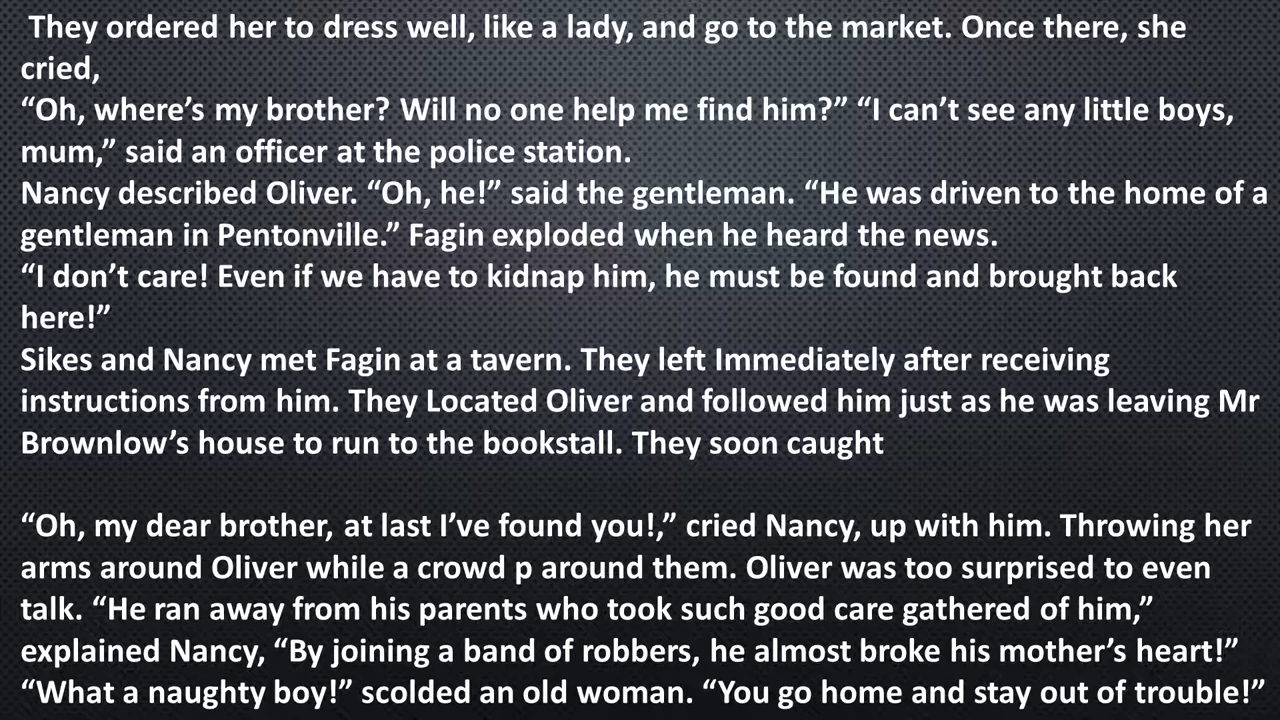 They ordered her to dress well, like a lady, and go to the market. Once there, she
cried,
“Oh, where’s my brother? Will no one help me find him?” “I can’t see any little boys,
mum,” said an officer at the police station.
Nancy described Oliver. “Oh, he!” said the gentleman. “He was driven to the home of a
gentleman in Pentonville.” Fagin exploded when he heard the news.
“I don’t care! Even if we have to kidnap him, he must be found and brought back
here!”
Sikes and Nancy met Fagin at a tavern. They left Immediately after receiving
instructions from him. They Located Oliver and followed him just as he was leaving Mr
Brownlow’s house to run to the bookstall. They soon caught
“Oh, my dear brother, at last I’ve found you!,” cried Nancy, up with him. Throwing her
arms around Oliver while a crowd p around them. Oliver was too surprised to even
talk. “He ran away from his parents who took such good care gathered of him,”
explained Nancy, “By joining a band of robbers, he almost broke his mother’s heart!”
“What a naughty boy!” scolded an old woman. “You go home and stay out of trouble!”